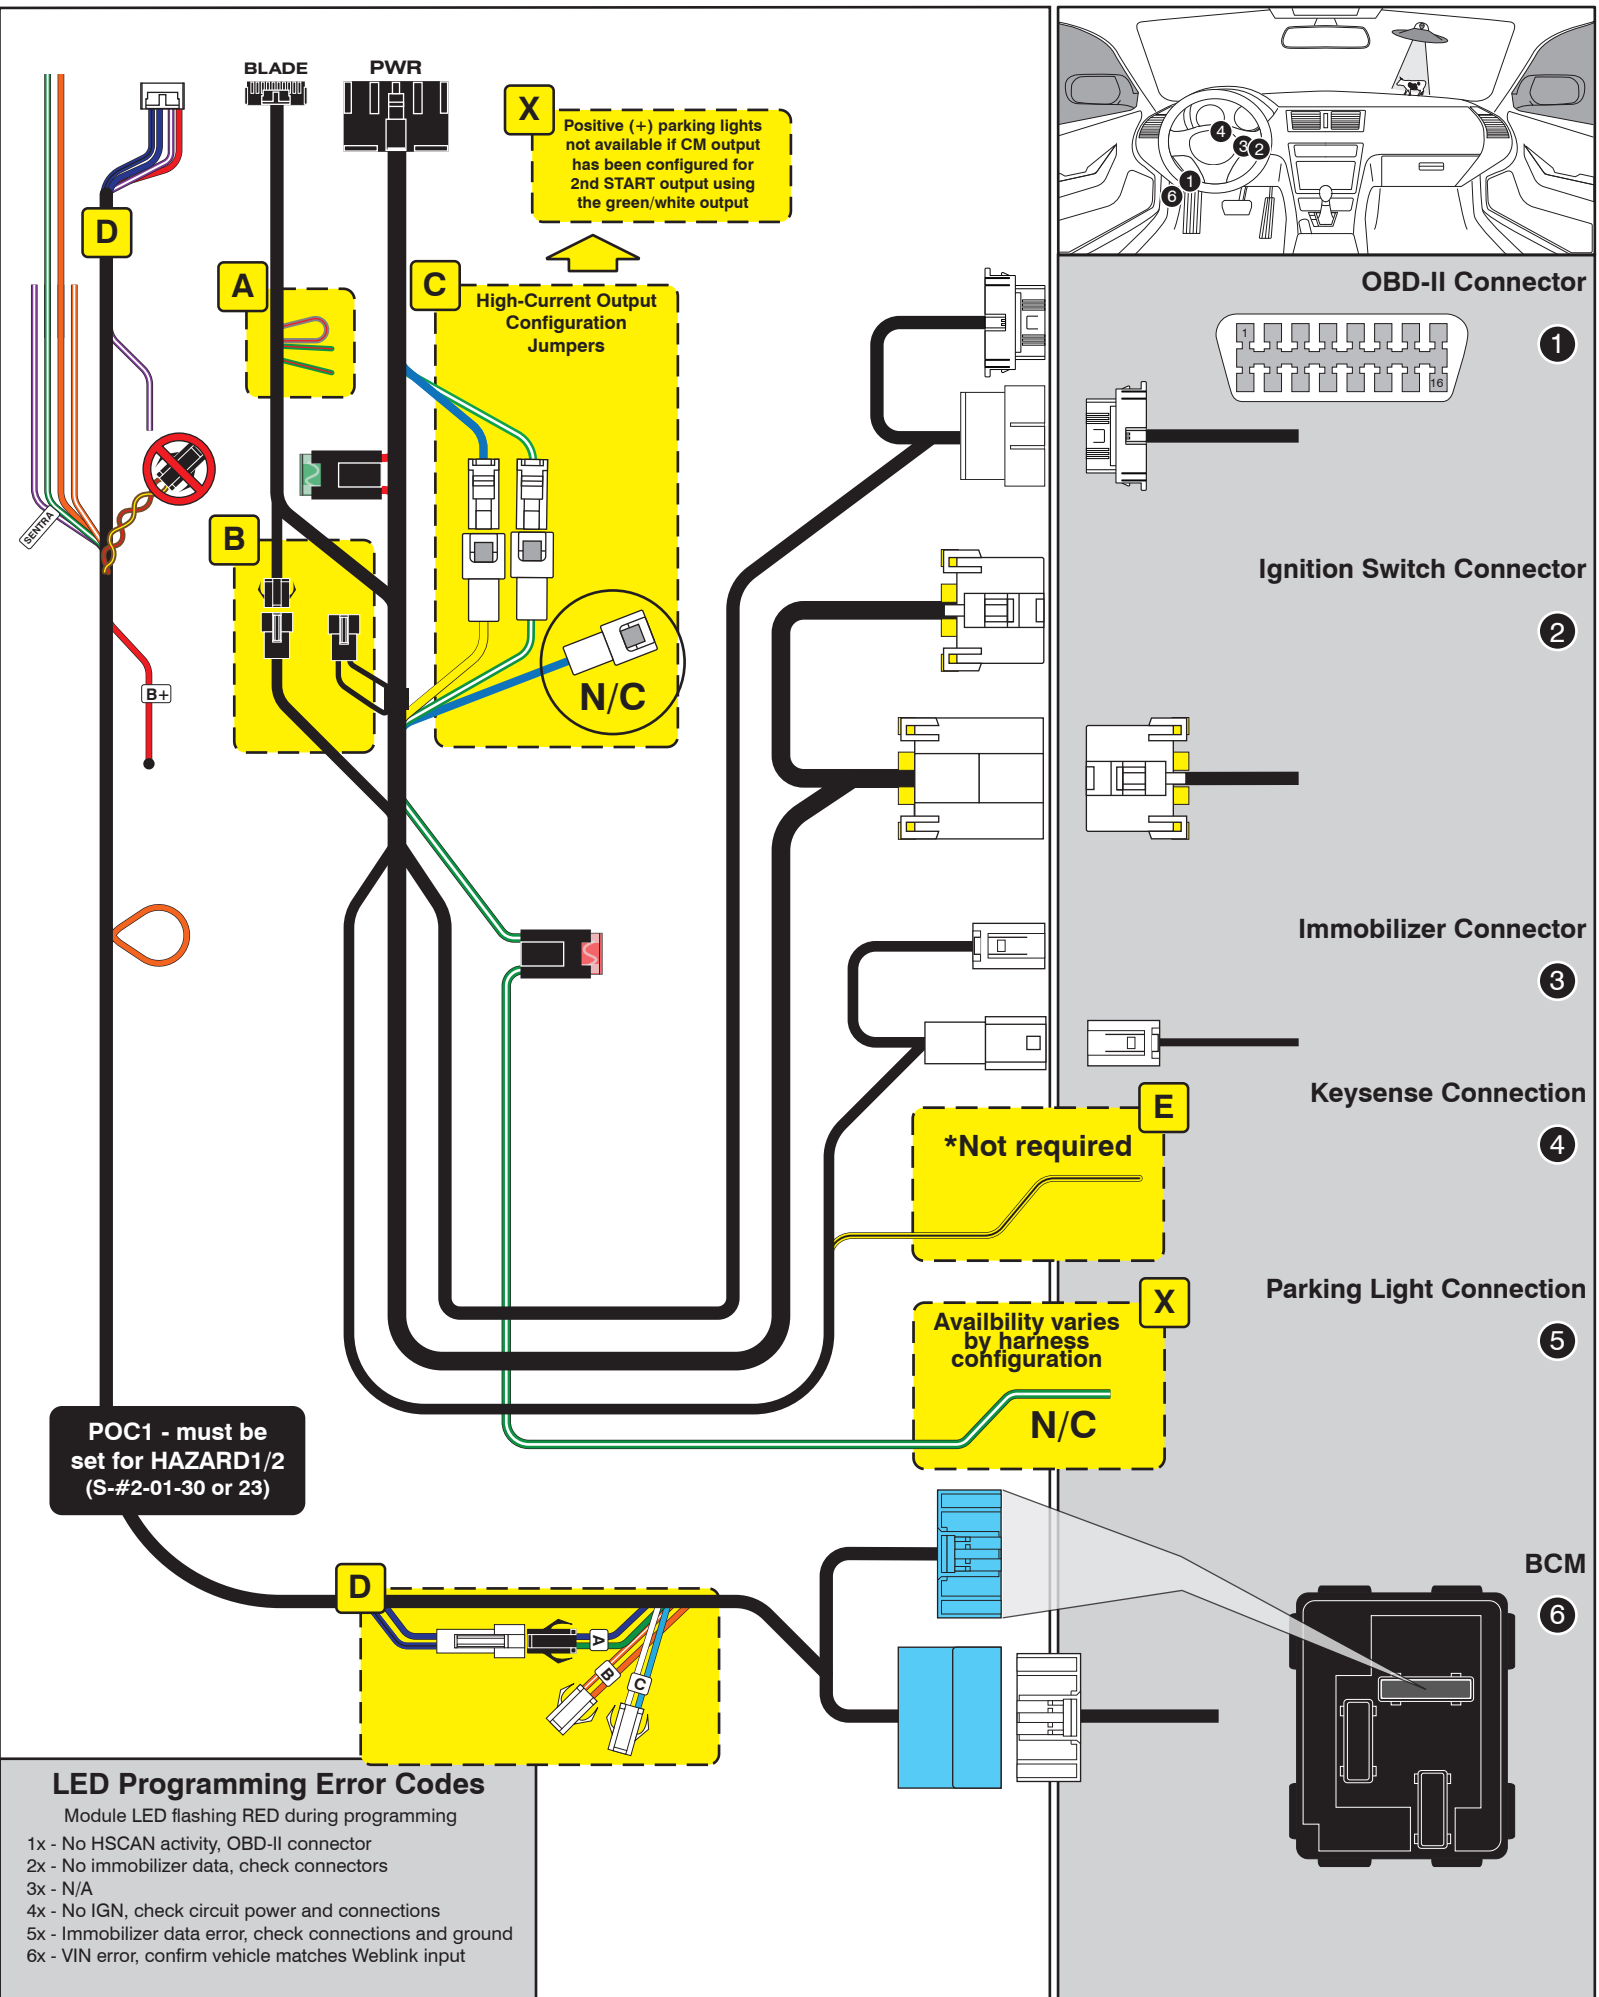 BLADE
PWR
X
Positive (+) parking lights
not available if CM output
has been configured for
2nd START output using
the green/white output
4
3
2
1
6
D
A
C
High-Current Output
Configuration
Jumpers
OBD-II Connector
1
1
16
SENTRA
B
Ignition Switch Connector
2
B+
N/C
Immobilizer Connector
3
Keysense Connection
4
E
*Not required
Parking Light Connection
5
X
Availbility varies
by harness
configuration
N/C
POC1 - must be
set for HAZARD1/2
(S-#2-01-30 or 23)
BCM
6
D
A
B
C
LED Programming Error Codes
Module LED flashing RED during programming
1x - No HSCAN activity, OBD-II connector
2x - No immobilizer data, check connectors
3x - N/A
4x - No IGN, check circuit power and connections
5x - Immobilizer data error, check connections and ground
6x - VIN error, confirm vehicle matches Weblink input